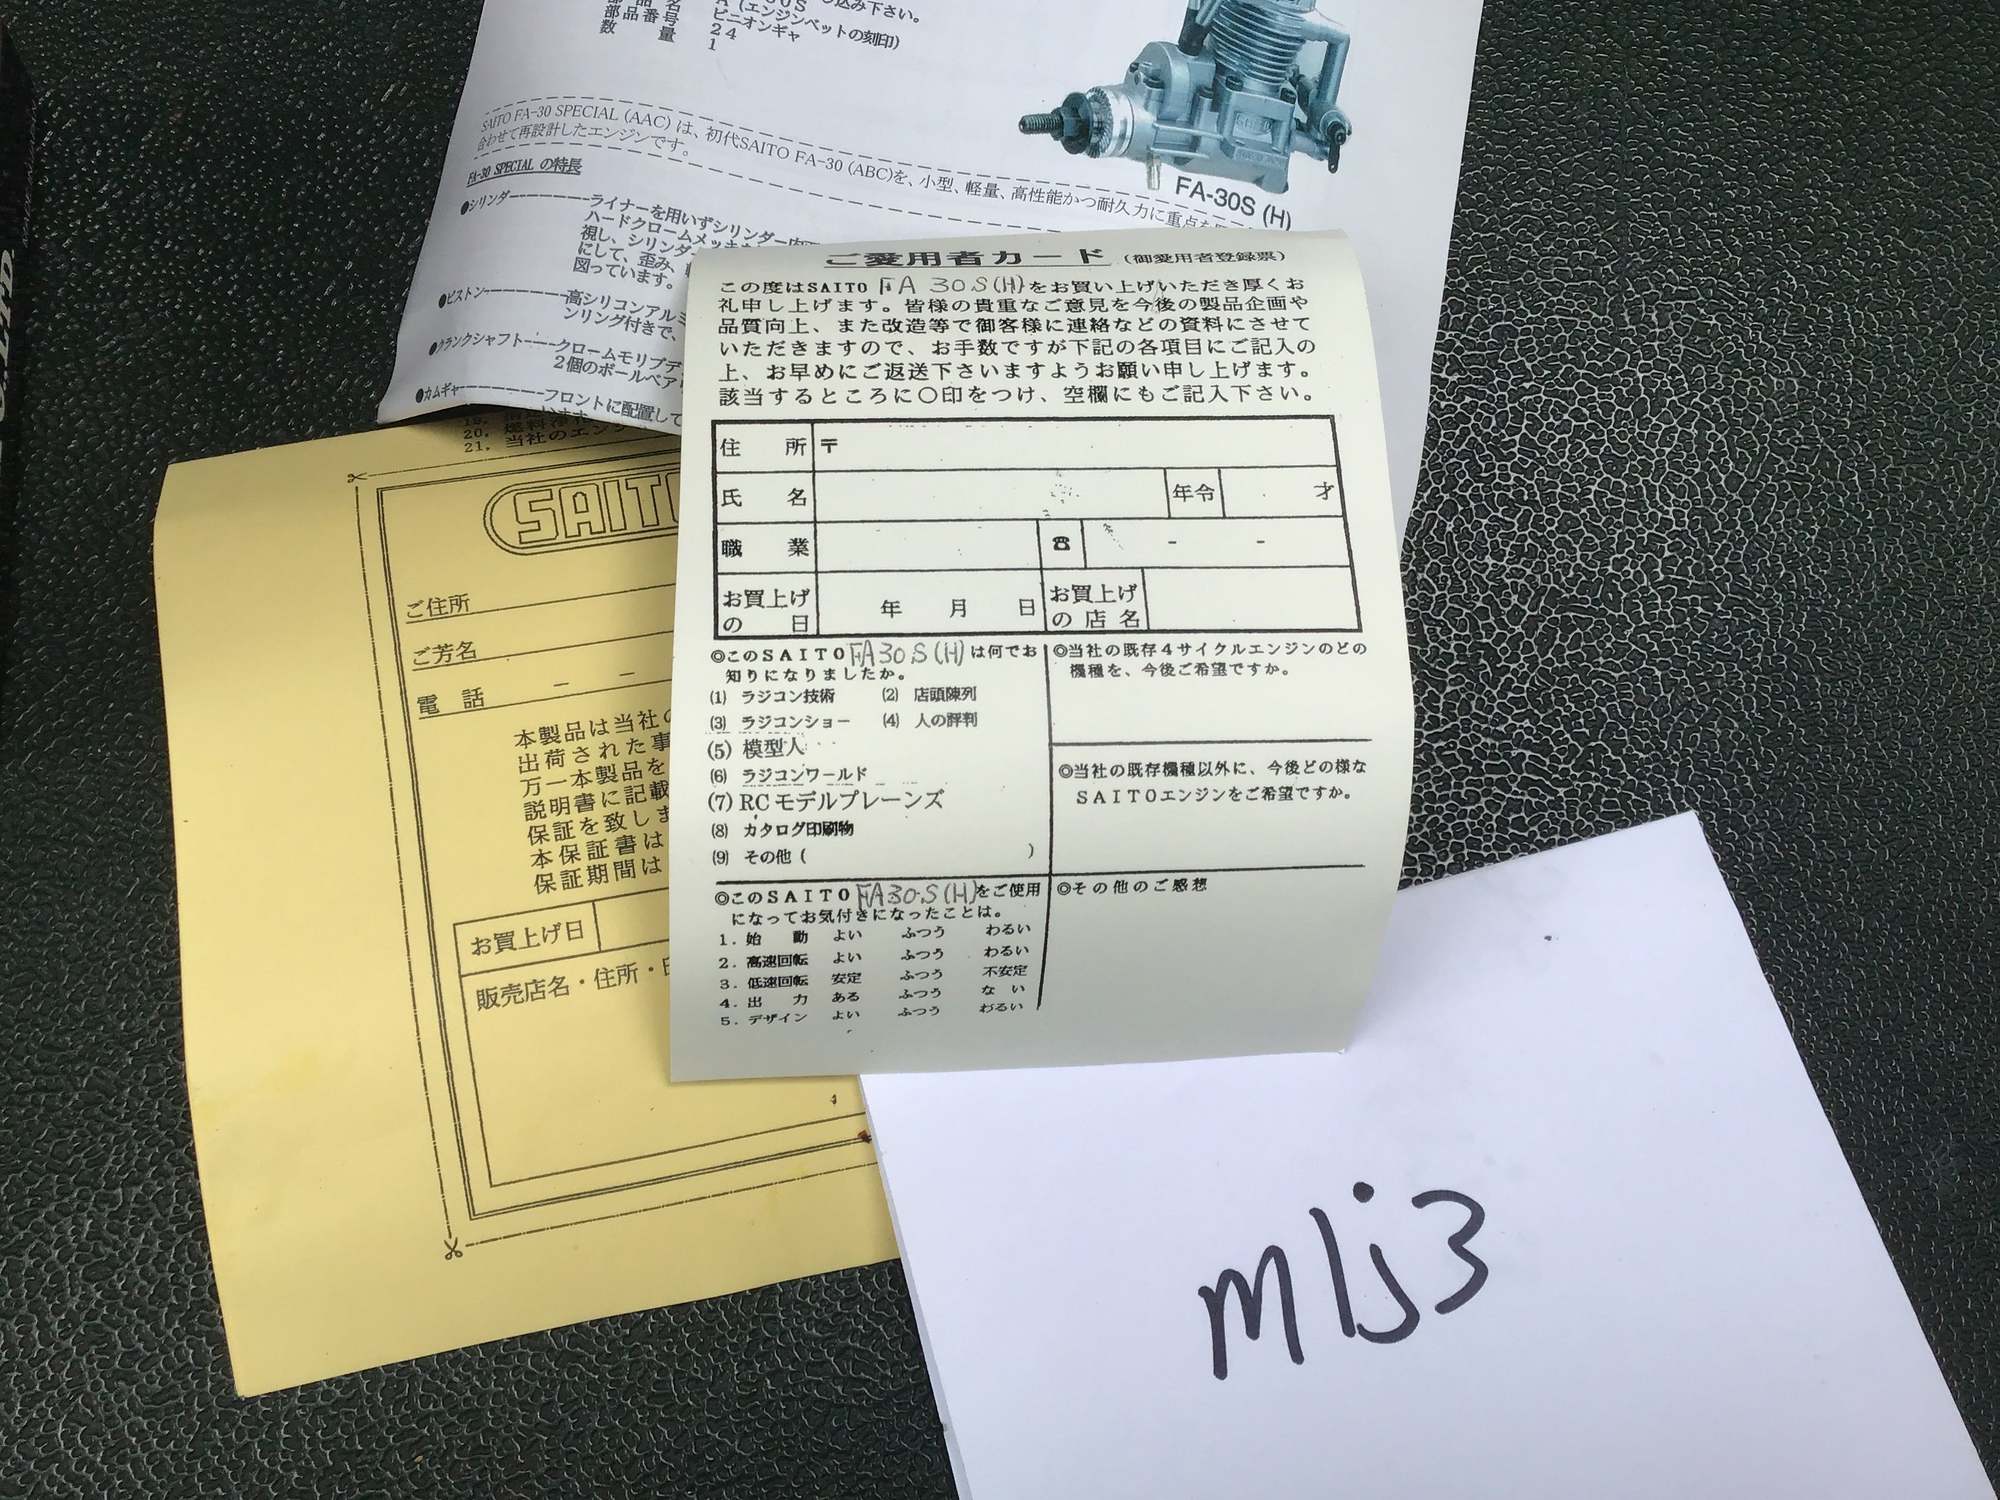 込み下さい。
部品名 A(エンジンベットの刻印)
部品番号 ピニオンギャ
数量 24
1
SAITO FA-30 SPECIAL (AAC) は、初代SAITO FA-30 (ABC)を、小型、軽量、高性能かつ耐久力に重点を
合わせて再設計したエンジンです。
FA-30S (H)
FA-30 SPECIAL の特長
●シリンダー ライナーを用いずシリンダー内
ハードクロームメッキ
視し、シリンダ
にして、歪み、
図っています。
●ピストン 高シリコンアルミ
ンリング付きで、
●クランクシャフト クロームモリブデ
2個のボールベア
●カムギャ フロントに配置して
20.
21. 当社のエンジ
SAITO
ご住所
ご芳名
電話 − −
本製品は当社の
出荷された事
万一本製品を
説明書に記載
保証を致しま
本保証書は
保証期間は
お買上げ日
販売店名・住所・
ご愛用者カード (御愛用者登録票)
この度はSAITO FA 30S(H)をお買い上げいただき厚くお
礼申し上げます。皆様の貴重なご意見を今後の製品企画や
品質向上、また改造等で御客様に連絡などの資料にさせて
いただきますので、お手数ですが下記の各項目にご記入の
上、お早めにご返送下さいますようお願い申し上げます。
該当するところに〇印をつけ、空欄にもご記入下さい。
住所 〒
氏名 年令 才
職業 ☎ - -
お買上げの日 年 月 日 お買上げの店名
◎このSAITO FA30S(H)は何でお
知りになりましたか。
(1) ラジコン技術 (2) 店頭陳列
(3) ラジコンショー (4) 人の評判
(5) 模型人
(6) ラジコンワールド
(7) RCモデルプレーンズ
(8) カタログ印刷物
(9) その他( )
◎当社の既存4サイクルエンジンのどの
機種を、今後ご希望ですか。
◎当社の既存機種以外に、今後どの様な
SAITOエンジンをご希望ですか。
◎このSAITO FA30S(H)をご使用
になってお気付きになったことは。
1. 始動 よい ふつう わるい
2. 高速回転 よい ふつう わるい
3. 低速回転 安定 ふつう 不安定
4. 出力 ある ふつう ない
5. デザイン よい ふつう わるい
◎その他のご感想
mlj3